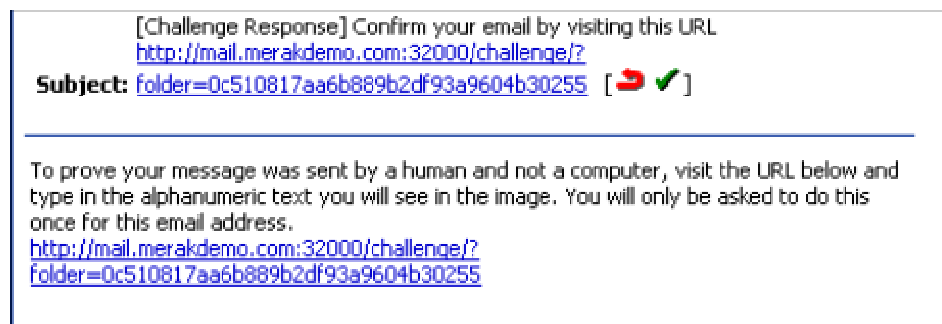 [Challenge Response] Confirm your email by visiting this URL
http://mail.merakdemo.com:32000/challenge/?
Subject: folder=0c510817aa6b889b2df93a9604b30255 [ ]
To prove your message was sent by a human and not a computer, visit the URL below and
type in the alphanumeric text you will see in the image. You will only be asked to do this
once for this email address.
http://mail.merakdemo.com:32000/challenge/?
folder=0c510817aa6b889b2df93a9604b30255